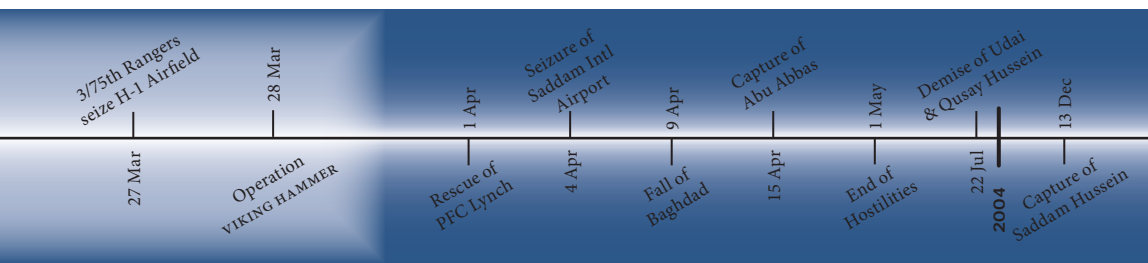 3/75th Rangers
seize H-1 Airfield
27 Mar
28 Mar
Operation
VIKING HAMMER
1 Apr
Rescue of
PFC Lynch
Seizure of
Saddam Intl
Airport
4 Apr
9 Apr
Fall of
Baghdad
Capture of
Abu Abbas
15 Apr
1 May
End of
Hostilities
Demise of Udai
& Qusay Hussein
22 Jul
2004
13 Dec
Capture of
Saddam Hussein